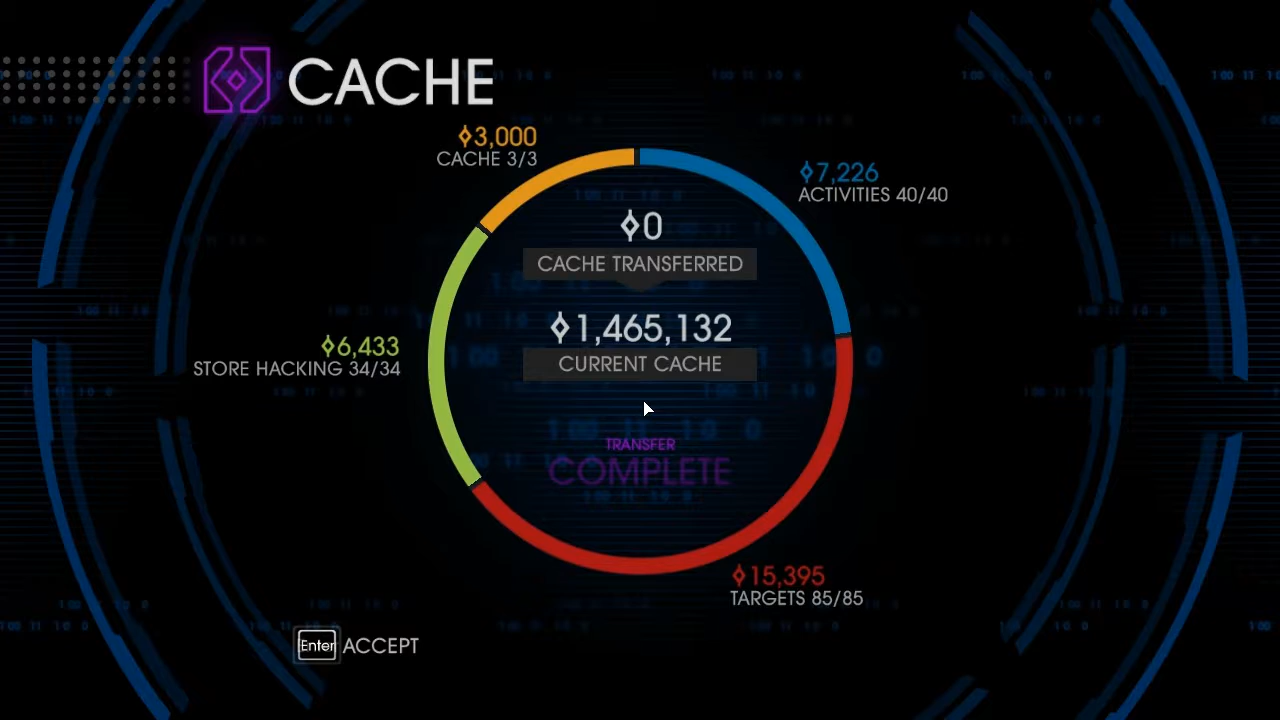 CACHE
3,000
CACHE 3/3
7,226
ACTIVITIES 40/40
0
CACHE TRANSFERRED
1,465,132
CURRENT CACHE
6,433
STORE HACKING 34/34
TRANSFER
COMPLETE
15,395
TARGETS 85/85
Enter ACCEPT